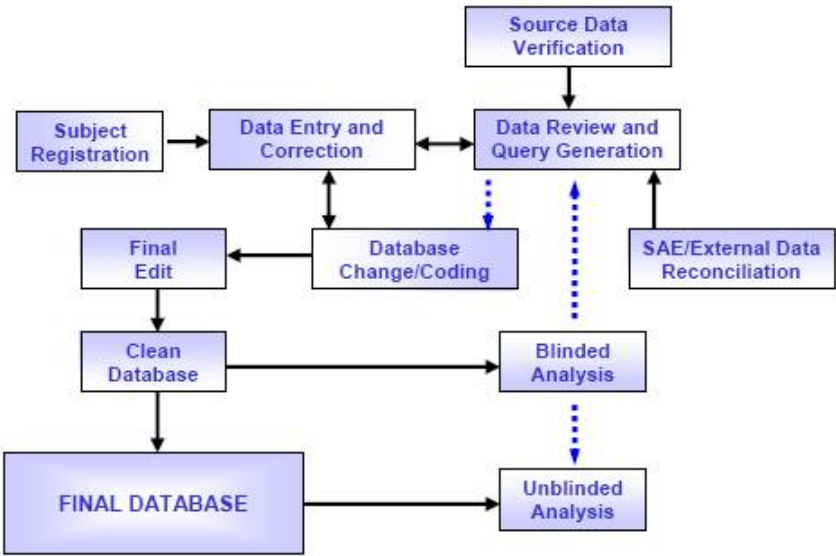 Source Data
Verification
Subject
Registration
Data Entry and
Correction
Data Review and
Query Generation
Final
Edit
Database
Change/Coding
SAE/External Data
Reconciliation
Clean
Database
Blinded
Analysis
FINAL DATABASE
Unblinded
Analysis